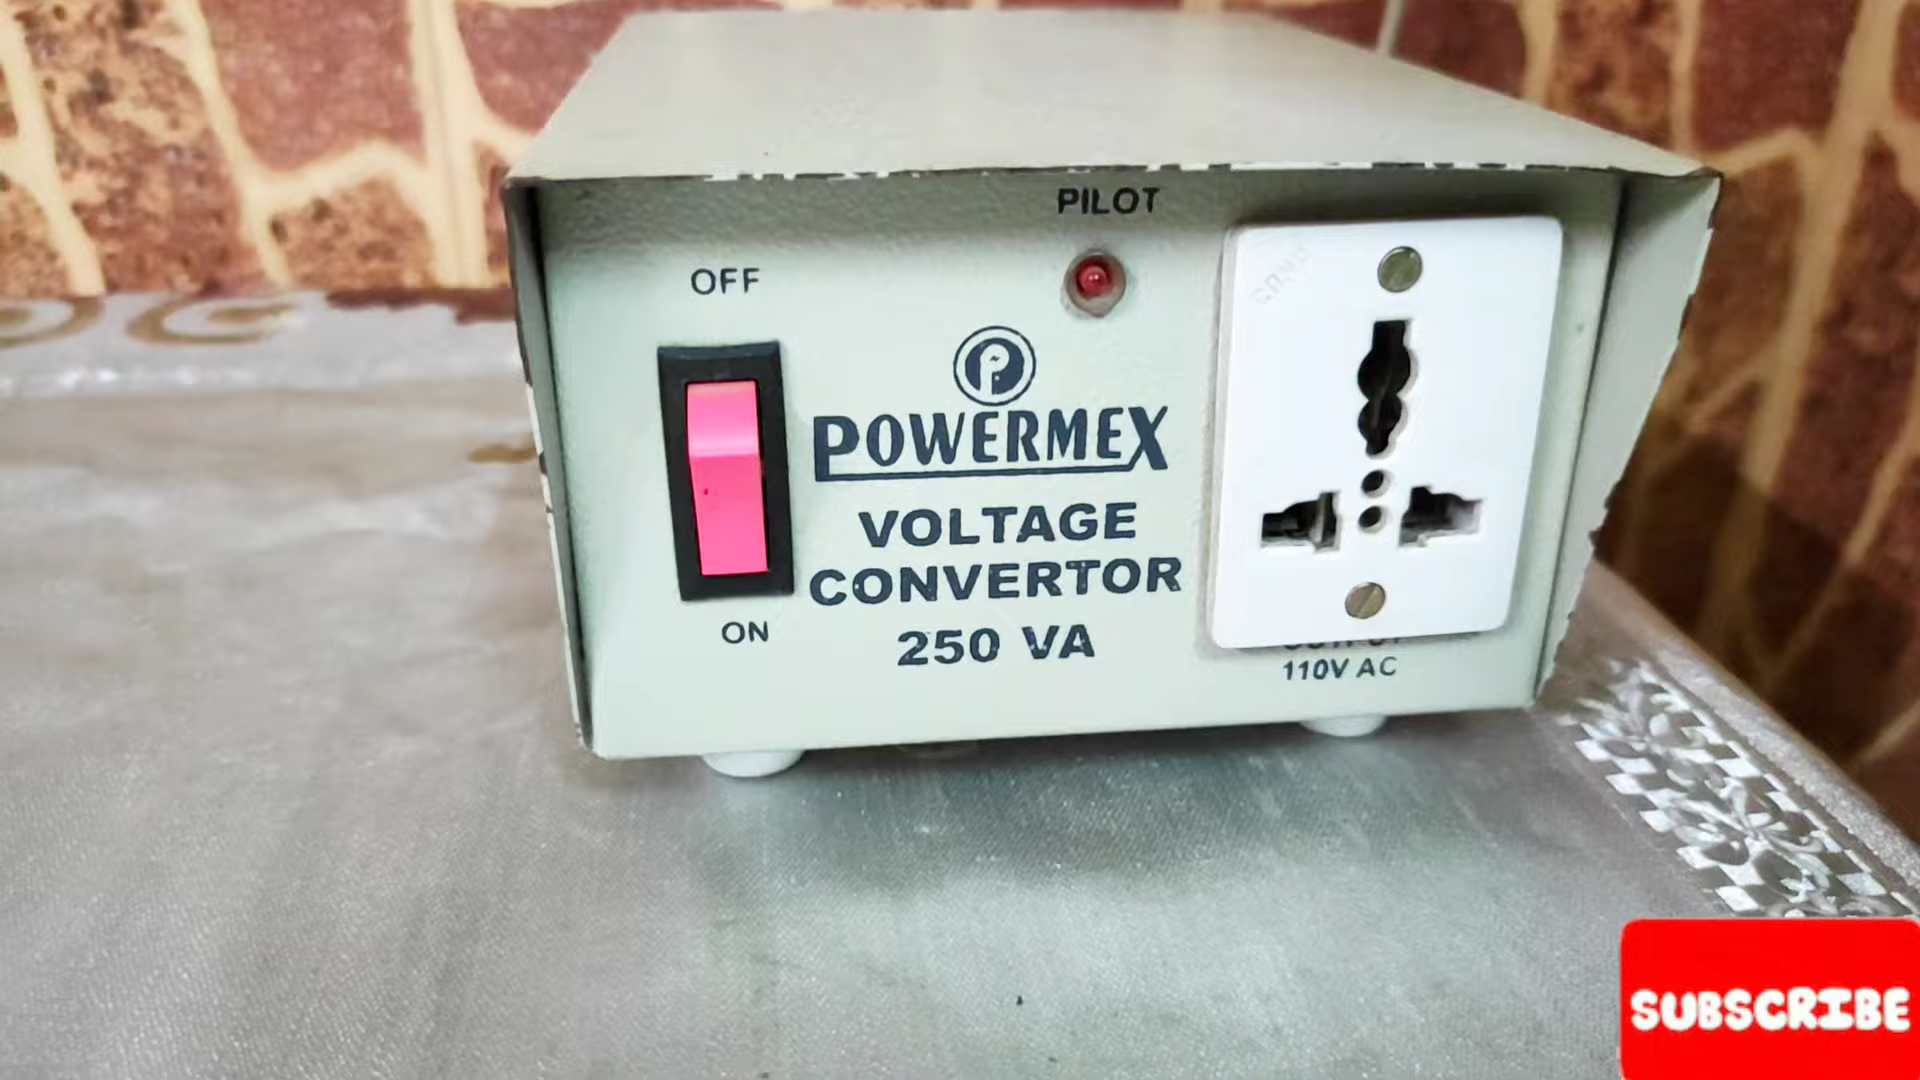 PILOT
OFF
POWERMEX
VOLTAGE
CONVERTOR
ON
250 VA
110V AC
SUBSCRIBE